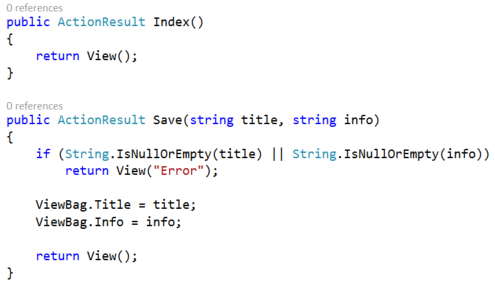 0 references
public ActionResult Index()
{
    return View();
}
0 references
public ActionResult Save(string title, string info)
{
    if (String.IsNullOrEmpty(title) || String.IsNullOrEmpty(info))
        return View("Error");
    ViewBag.Title = title;
    ViewBag.Info = info;
    return View();
}